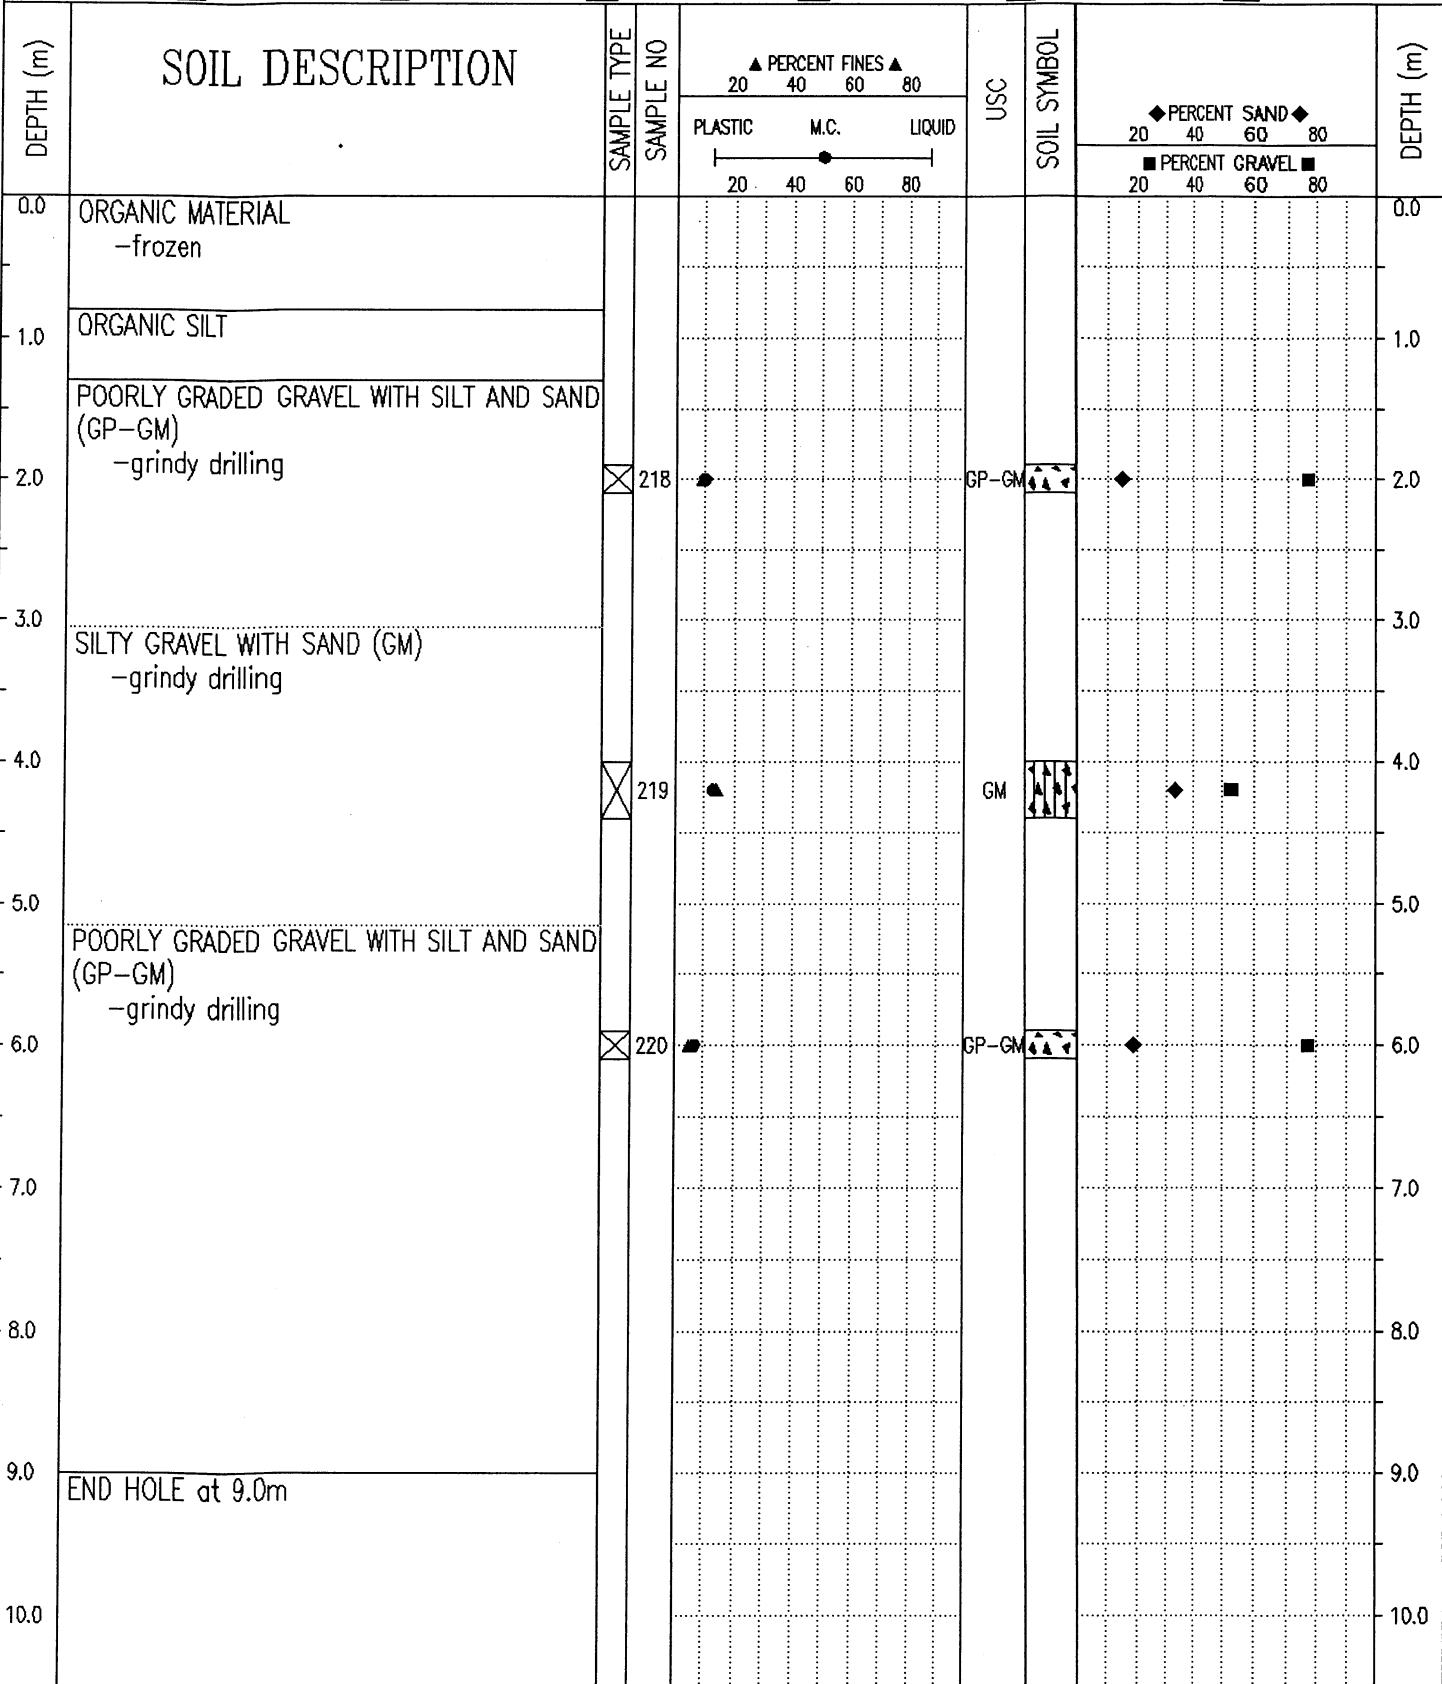 DEPTH (m)
SOIL DESCRIPTION
SAMPLE TYPE
SAMPLE NO
▲ PERCENT FINES ▲
20 40 60 80
PLASTIC M.C. LIQUID
20 40 60 80
USC
SOIL SYMBOL
◆ PERCENT SAND ◆
20 40 60 80
■ PERCENT GRAVEL ■
20 40 60 80
DEPTH (m)
0.0 ORGANIC MATERIAL 0.0
-frozen
ORGANIC SILT
1.0 1.0
POORLY GRADED GRAVEL WITH SILT AND SAND
(GP-GM)
-grindy drilling
2.0 218 GP-GM 2.0
3.0 3.0
SILTY GRAVEL WITH SAND (GM)
-grindy drilling
4.0 4.0
219 GM
5.0 5.0
POORLY GRADED GRAVEL WITH SILT AND SAND
(GP-GM)
-grindy drilling
6.0 220 GP-GM 6.0
7.0 7.0
8.0 8.0
9.0 9.0
END HOLE at 9.0m
10.0 10.0